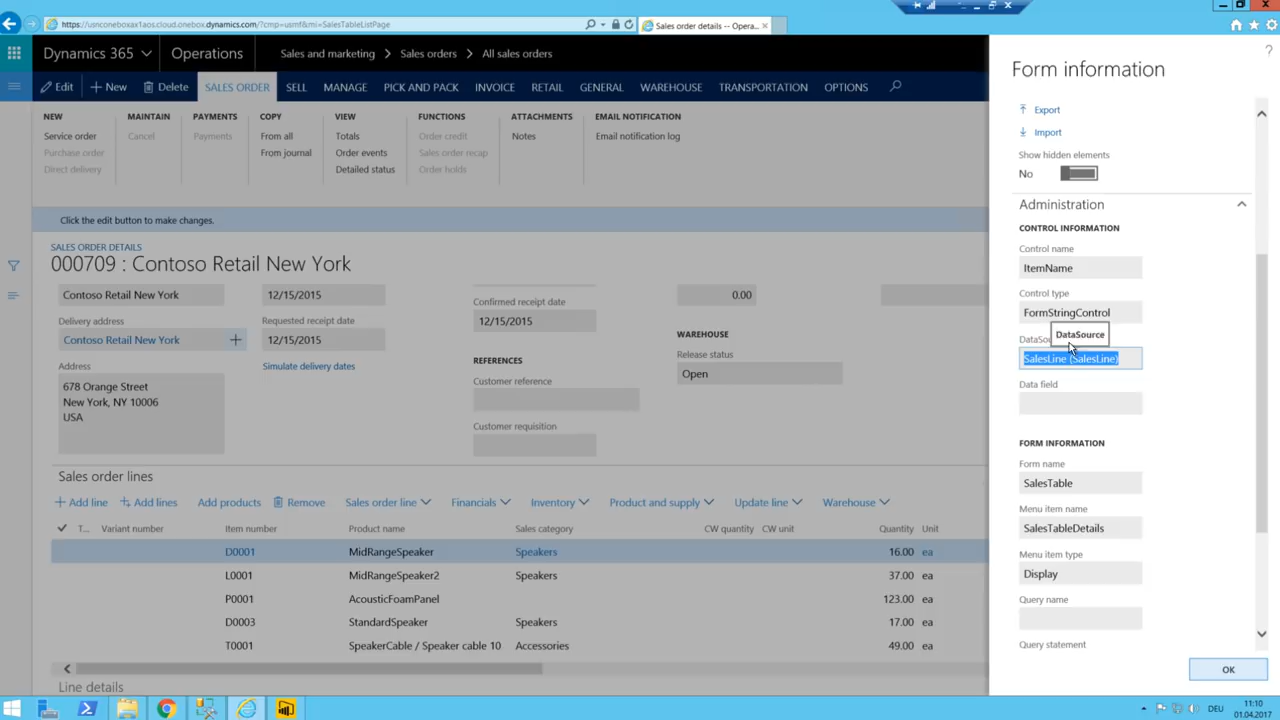 https://usnconeboxax1aos.cloud.onebox.dynamics.com/?cmp=usmf&mi=SalesTableListPage
Sales order details -- Opera...
Dynamics 365
Operations
Sales and marketing > Sales orders > All sales orders
Edit
New
Delete
SALES ORDER
SELL
MANAGE
PICK AND PACK
INVOICE
RETAIL
GENERAL
WAREHOUSE
TRANSPORTATION
OPTIONS
NEW
Service order
Purchase order
Direct delivery
MAINTAIN
Cancel
PAYMENTS
Payments
COPY
From all
From journal
VIEW
Totals
Order events
Detailed status
FUNCTIONS
Order credit
Sales order recap
Order holds
ATTACHMENTS
Notes
EMAIL NOTIFICATION
Email notification log
Click the edit button to make changes.
SALES ORDER DETAILS
000709 : Contoso Retail New York
Contoso Retail New York
Delivery address
Contoso Retail New York
Address
678 Orange Street
New York, NY 10006
USA
12/15/2015
Requested receipt date
12/15/2015
Simulate delivery dates
Confirmed receipt date
12/15/2015
REFERENCES
Customer reference
Customer requisition
0.00
WAREHOUSE
Release status
Open
Sales order lines
Add line
Add lines
Add products
Remove
Sales order line
Financials
Inventory
Product and supply
Update line
Warehouse
T... Variant number Item number Product name Sales category CW quantity CW unit Quantity Unit
D0001 MidRangeSpeaker Speakers 16.00 ea
L0001 MidRangeSpeaker2 Speakers 37.00 ea
P0001 AcousticFoamPanel 123.00 ea
D0003 StandardSpeaker Speakers 17.00 ea
T0001 SpeakerCable / Speaker cable 10 Accessories 49.00 ea
Line details
?
Form information
Export
Import
Show hidden elements
No
Administration
CONTROL INFORMATION
Control name
ItemName
Control type
FormStringControl
DataSource
DataSou
SalesLine (SalesLine)
Data field
FORM INFORMATION
Form name
SalesTable
Menu item name
SalesTableDetails
Menu item type
Display
Query name
Query statement
OK
DEU
11:10
01.04.2017